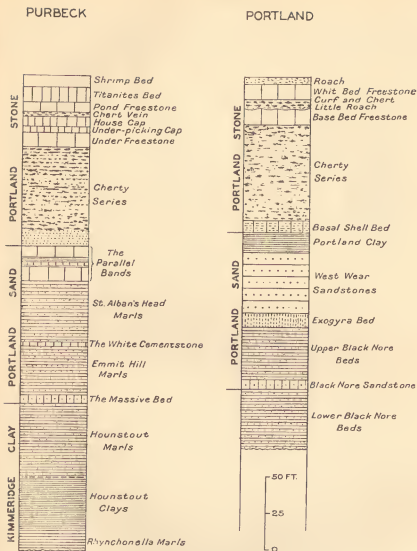 PURBECK
PORTLAND
PORTLAND STONE
Shrimp Bed
Titanites Bed
Pond Freestone
Chert Vein
House Cap
Under-picking Cap
Under Freestone
Cherty
Series
PORTLAND SAND
The
Parallel
Bands
St. Alban's Head
Marls
The White Cementstone
Emmit Hill
Marls
The Massive Bed
KIMMERIDGE CLAY
Hounstout
Marls
Hounstout
Clays
Rhynchonella Marls
PORTLAND STONE
Roach
Whit Bed Freestone
Curf and Chert
Little Roach
Base Bed Freestone
Cherty
Series
Basal Shell Bed
Portland Clay
PORTLAND SAND
West Wear
Sandstones
Exogyra Bed
Upper Black Nore
Beds
Black Nore Sandstone
Lower Black Nore
Beds
50 FT.
25
0